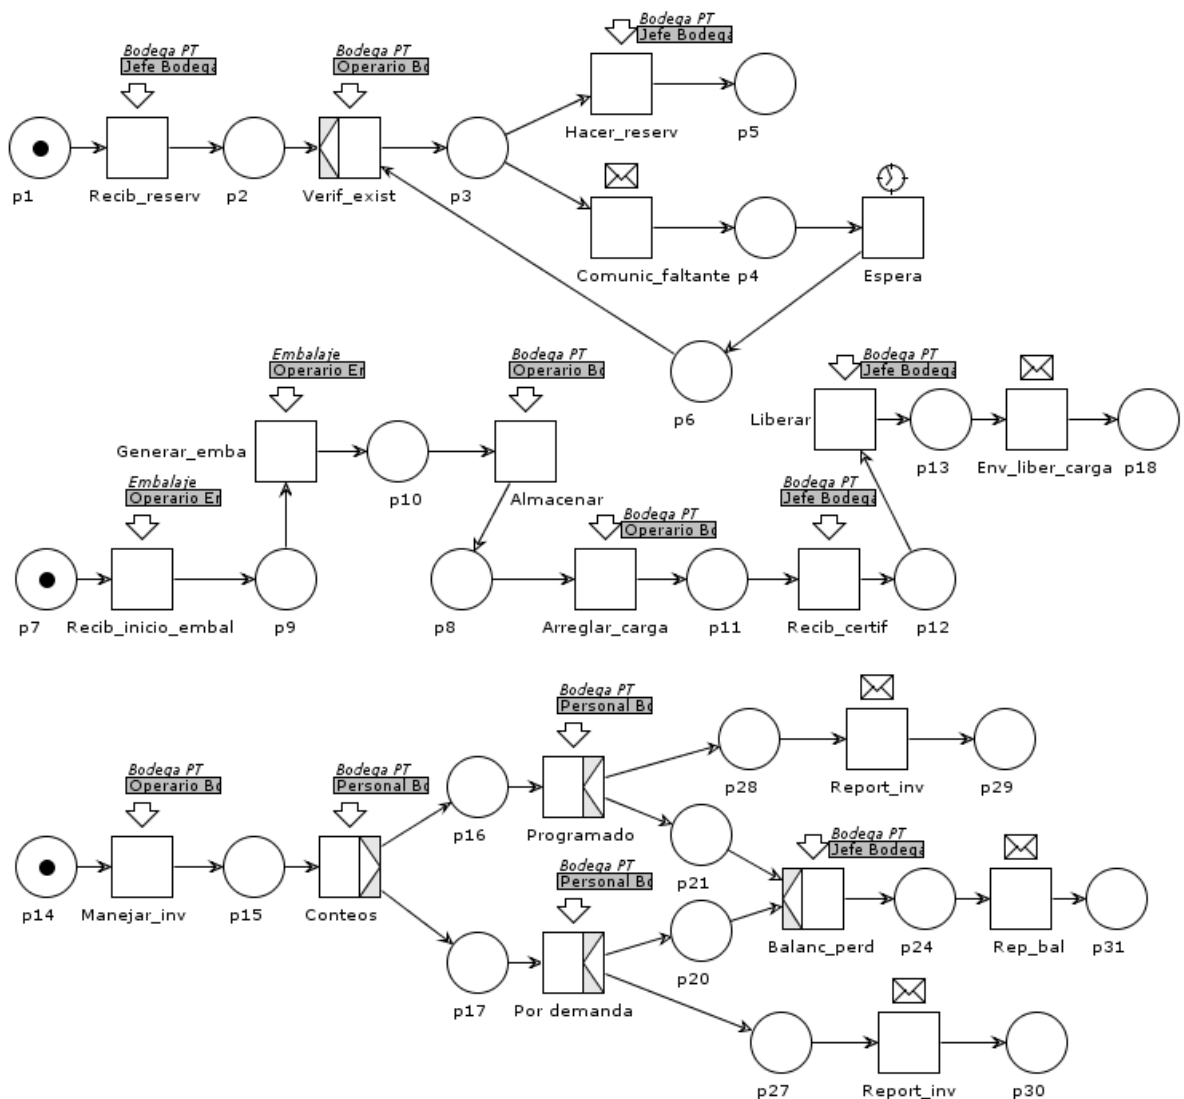 Bodega PT
Jefe Bodega
Bodega PT
Operario Bo
Bodega PT
Jefe Bodega
p1
Recib_reserv
p2
Verif_exist
p3
Hacer_reserv
p5
Comunic_faltante
p4
Espera
p6
Embalaje
Operario Er
Bodega PT
Operario Bo
Bodega PT
Jefe Bodega
Generar_emba
p10
Almacenar
Liberar
p13
Env_liber_carga
p18
Embalaje
Operario Er
Bodega PT
Operario Bo
Bodega PT
Jefe Bodega
p7
Recib_inicio_embal
p9
p8
Arreglar_carga
p11
Recib_certif
p12
Bodega PT
Personal Bo
p28
Report_inv
p29
Bodega PT
Operario Bo
Bodega PT
Personal Bo
p16
Programado
p21
Bodega PT
Jefe Bodega
Bodega PT
Personal Bo
p14
Manejar_inv
p15
Conteos
p17
Por demanda
p20
Balanc_perd
p24
Rep_bal
p31
p27
Report_inv
p30